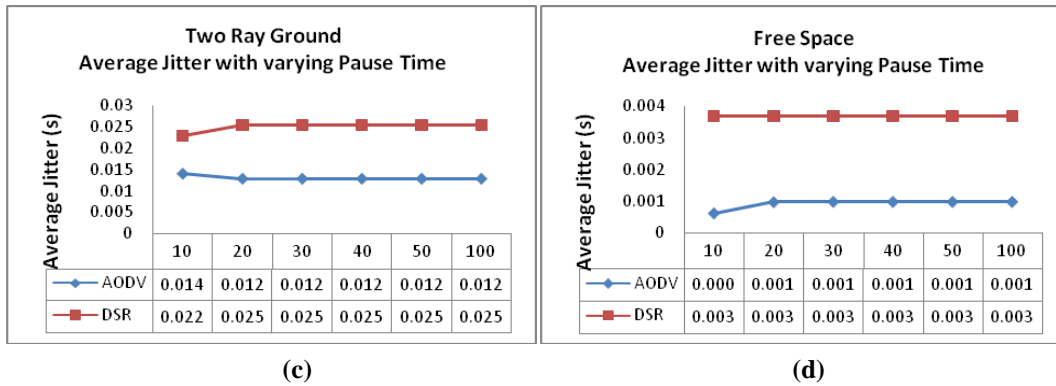 Two Ray Ground
Average Jitter with varying Pause Time
Average Jitter (s)
0.03
0.025
0.02
0.015
0.01
0.005
0
10 20 30 40 50 100
AODV 0.014 0.012 0.012 0.012 0.012 0.012
DSR 0.022 0.025 0.025 0.025 0.025 0.025
(c)
Free Space
Average Jitter with varying Pause Time
Average Jitter (s)
0.004
0.003
0.002
0.001
0
10 20 30 40 50 100
AODV 0.000 0.001 0.001 0.001 0.001 0.001
DSR 0.003 0.003 0.003 0.003 0.003 0.003
(d)